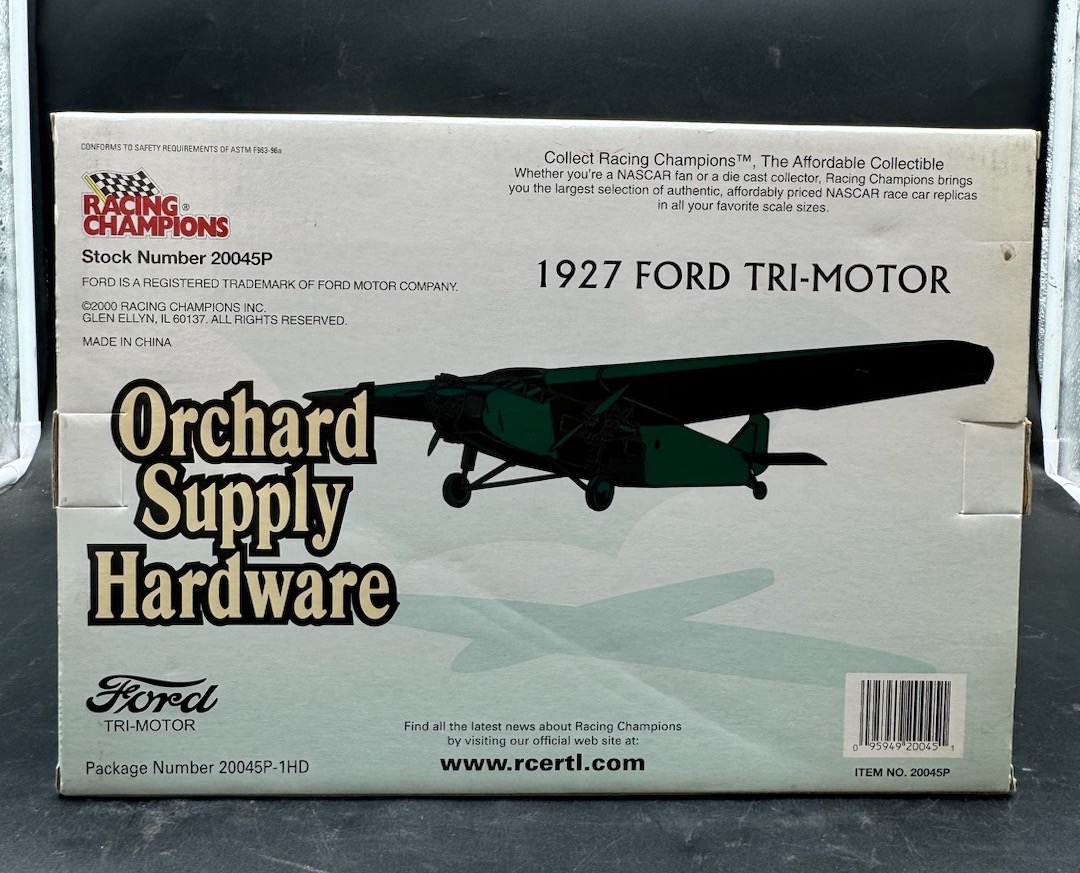 CONFORMS TO SAFETY REQUIREMENTS OF ASTM F963-96a
RACING®
CHAMPIONS
Stock Number 20045P
FORD IS A REGISTERED TRADEMARK OF FORD MOTOR COMPANY.
©2000 RACING CHAMPIONS INC.
GLEN ELLYN, IL 60137. ALL RIGHTS RESERVED.
MADE IN CHINA
Collect Racing Champions™, The Affordable Collectible
Whether you're a NASCAR fan or a die cast collector, Racing Champions brings
you the largest selection of authentic, affordably priced NASCAR race car replicas
in all your favorite scale sizes.
1927 FORD TRI-MOTOR
Orchard
Supply
Hardware
Ford
TRI-MOTOR
Package Number 20045P-1HD
Find all the latest news about Racing Champions
by visiting our official web site at:
www.rcertl.com
0 95949 20045 1
ITEM NO. 20045P